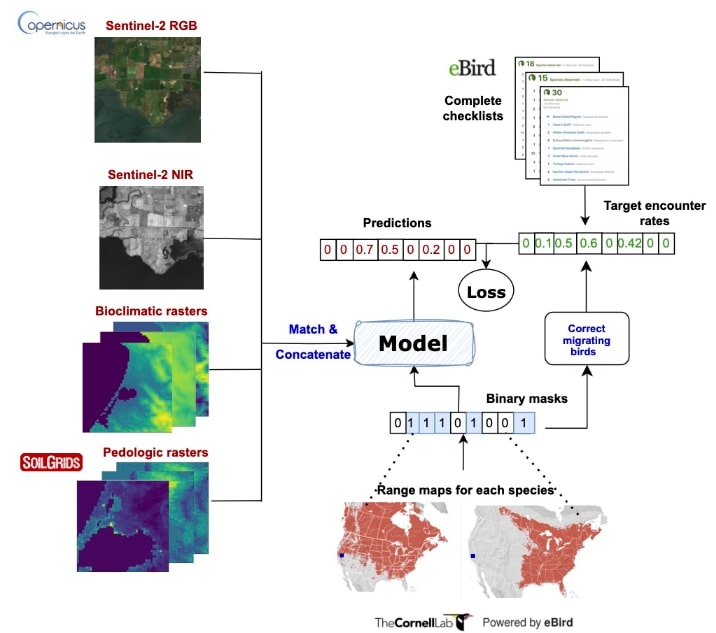 Copernicus
Europe's eyes on Earth
Sentinel-2 RGB
Sentinel-2 NIR
Bioclimatic rasters
SOILGRIDS
Pedologic rasters
Match &
Concatenate
Model
Predictions
0 0 0.7 0.5 0 0.2 0 0
Loss
eBird
Complete
checklists
18
15
30
Target encounter
rates
0 0.1 0.5 0.6 0 0.42 0 0
Correct
migrating
birds
Binary masks
0 1 1 1 0 1 0 0 1
Range maps for each species
TheCornellLab
Powered by eBird